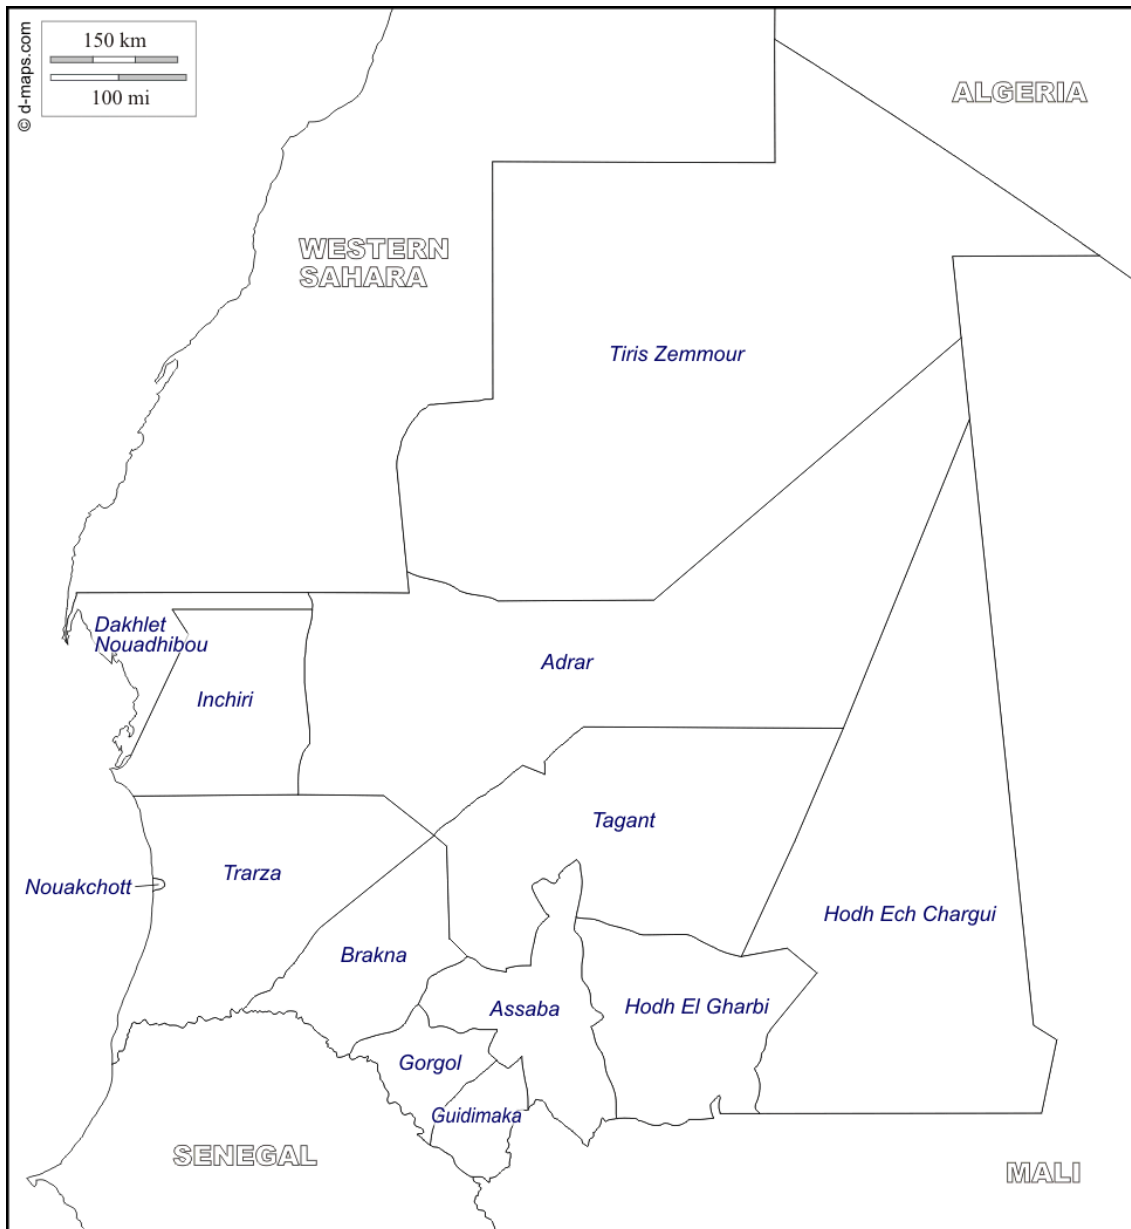 © d-maps.com
150 km
100 mi
ALGERIA
WESTERN
SAHARA
Tiris Zemmour
Dakhlet
Nouadhibou
Adrar
Inchiri
Tagant
Trarza
Nouakchott
Hodh Ech Chargui
Brakna
Assaba
Hodh El Gharbi
Gorgol
Guidimaka
SENEGAL
MALI